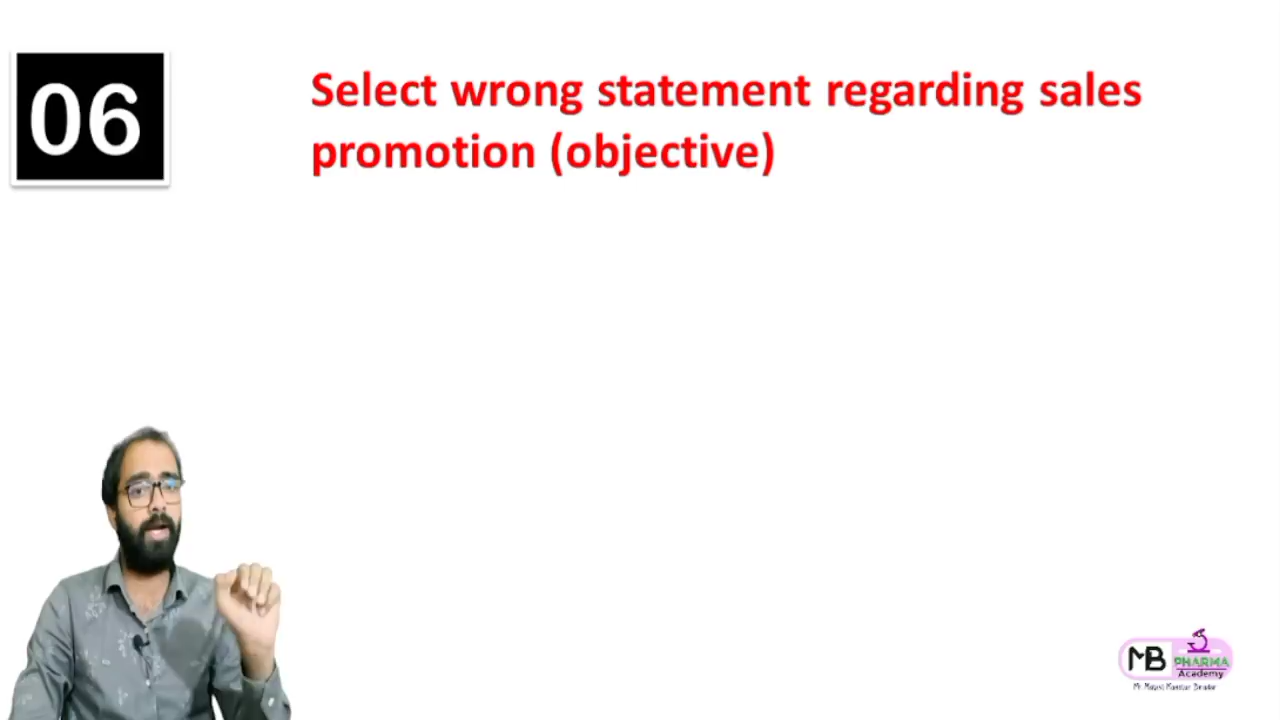 06
Select wrong statement regarding sales
promotion (objective)
MB PHARMA
Academy